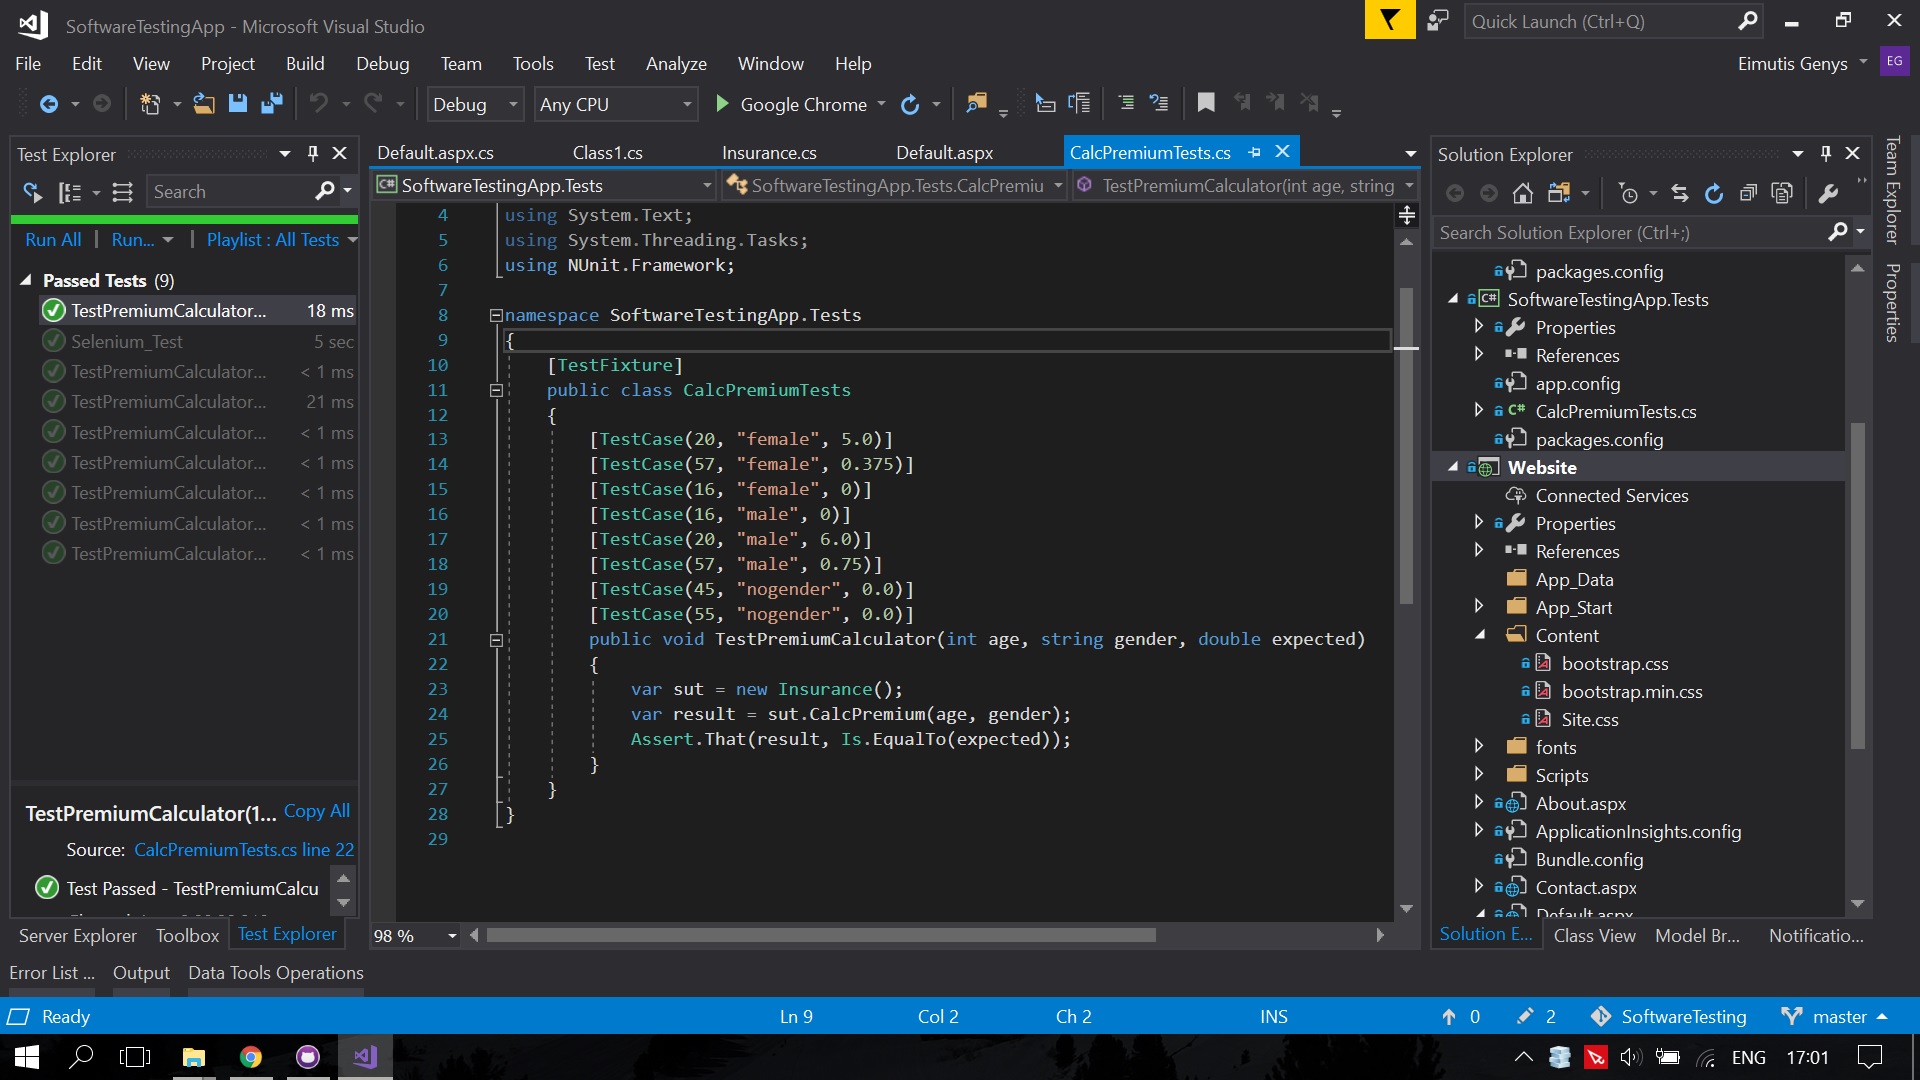 SoftwareTestingApp - Microsoft Visual Studio
Quick Launch (Ctrl+Q)
File Edit View Project Build Debug Team Tools Test Analyze Window Help
Eimutis Genys EG
Debug Any CPU Google Chrome
Test Explorer
Search
Run All | Run... | Playlist : All Tests
Passed Tests (9)
TestPremiumCalculator... 18 ms
Selenium_Test 5 sec
TestPremiumCalculator... < 1 ms
TestPremiumCalculator... 21 ms
TestPremiumCalculator... < 1 ms
TestPremiumCalculator... < 1 ms
TestPremiumCalculator... < 1 ms
TestPremiumCalculator... < 1 ms
TestPremiumCalculator... < 1 ms
TestPremiumCalculator(1... Copy All
Source: CalcPremiumTests.cs line 22
Test Passed - TestPremiumCalcu
Server Explorer Toolbox Test Explorer
Default.aspx.cs Class1.cs Insurance.cs Default.aspx CalcPremiumTests.cs
C# SoftwareTestingApp.Tests SoftwareTestingApp.Tests.CalcPremiu TestPremiumCalculator(int age, string
4 using System.Text;
5 using System.Threading.Tasks;
6 using NUnit.Framework;
7
8 namespace SoftwareTestingApp.Tests
9 {
10 [TestFixture]
11 public class CalcPremiumTests
12 {
13 [TestCase(20, "female", 5.0)]
14 [TestCase(57, "female", 0.375)]
15 [TestCase(16, "female", 0)]
16 [TestCase(16, "male", 0)]
17 [TestCase(20, "male", 6.0)]
18 [TestCase(57, "male", 0.75)]
19 [TestCase(45, "nogender", 0.0)]
20 [TestCase(55, "nogender", 0.0)]
21 public void TestPremiumCalculator(int age, string gender, double expected)
22 {
23 var sut = new Insurance();
24 var result = sut.CalcPremium(age, gender);
25 Assert.That(result, Is.EqualTo(expected));
26 }
27 }
28 }
29
98 %
Solution Explorer
Search Solution Explorer (Ctrl+;)
packages.config
C# SoftwareTestingApp.Tests
Properties
References
app.config
C# CalcPremiumTests.cs
packages.config
Website
Connected Services
Properties
References
App_Data
App_Start
Content
bootstrap.css
bootstrap.min.css
Site.css
fonts
Scripts
About.aspx
ApplicationInsights.config
Bundle.config
Contact.aspx
Default.aspx
Solution E... Class View Model Br... Notificatio...
Team Explorer
Properties
Error List ... Output Data Tools Operations
Ready Ln 9 Col 2 Ch 2 INS 0 2 SoftwareTesting master
ENG 17:01